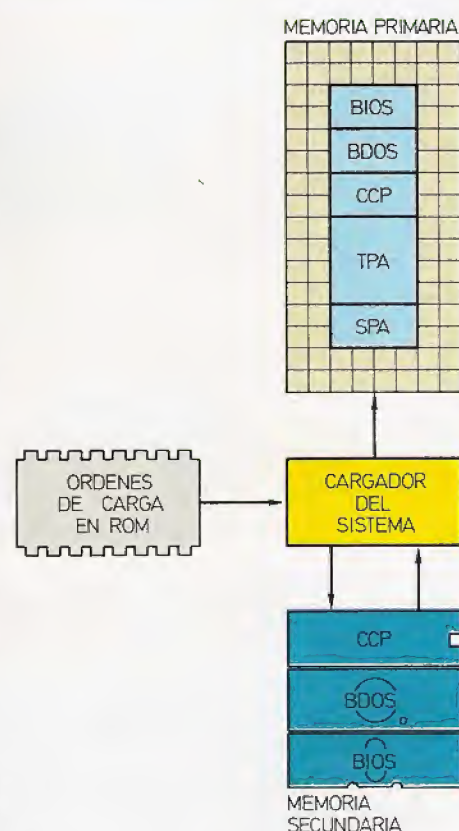 MEMORIA PRIMARIA
BIOS
BDOS
CCP
TPA
SPA
ORDENES
DE CARGA
EN ROM
CARGADOR
DEL
SISTEMA
CCP
BDOS
BIOS
MEMORIA
SECUNDARIA